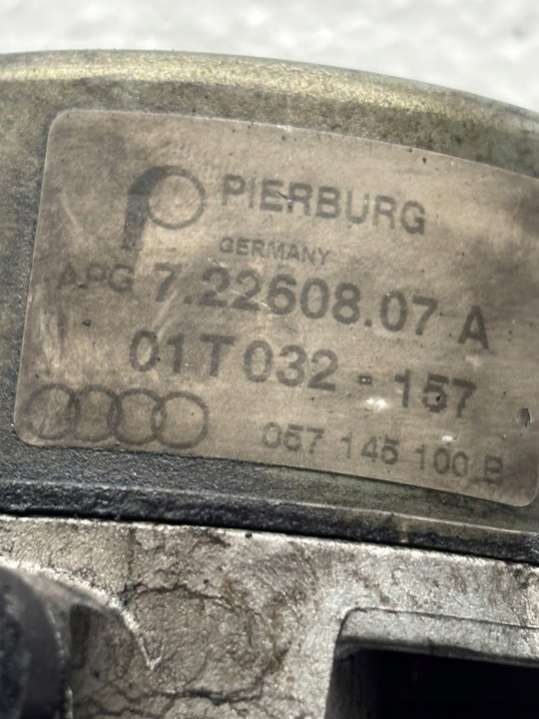 PIERBURG
GERMANY
APG 7.22608.07 A
01T032-157
057 145 100 B